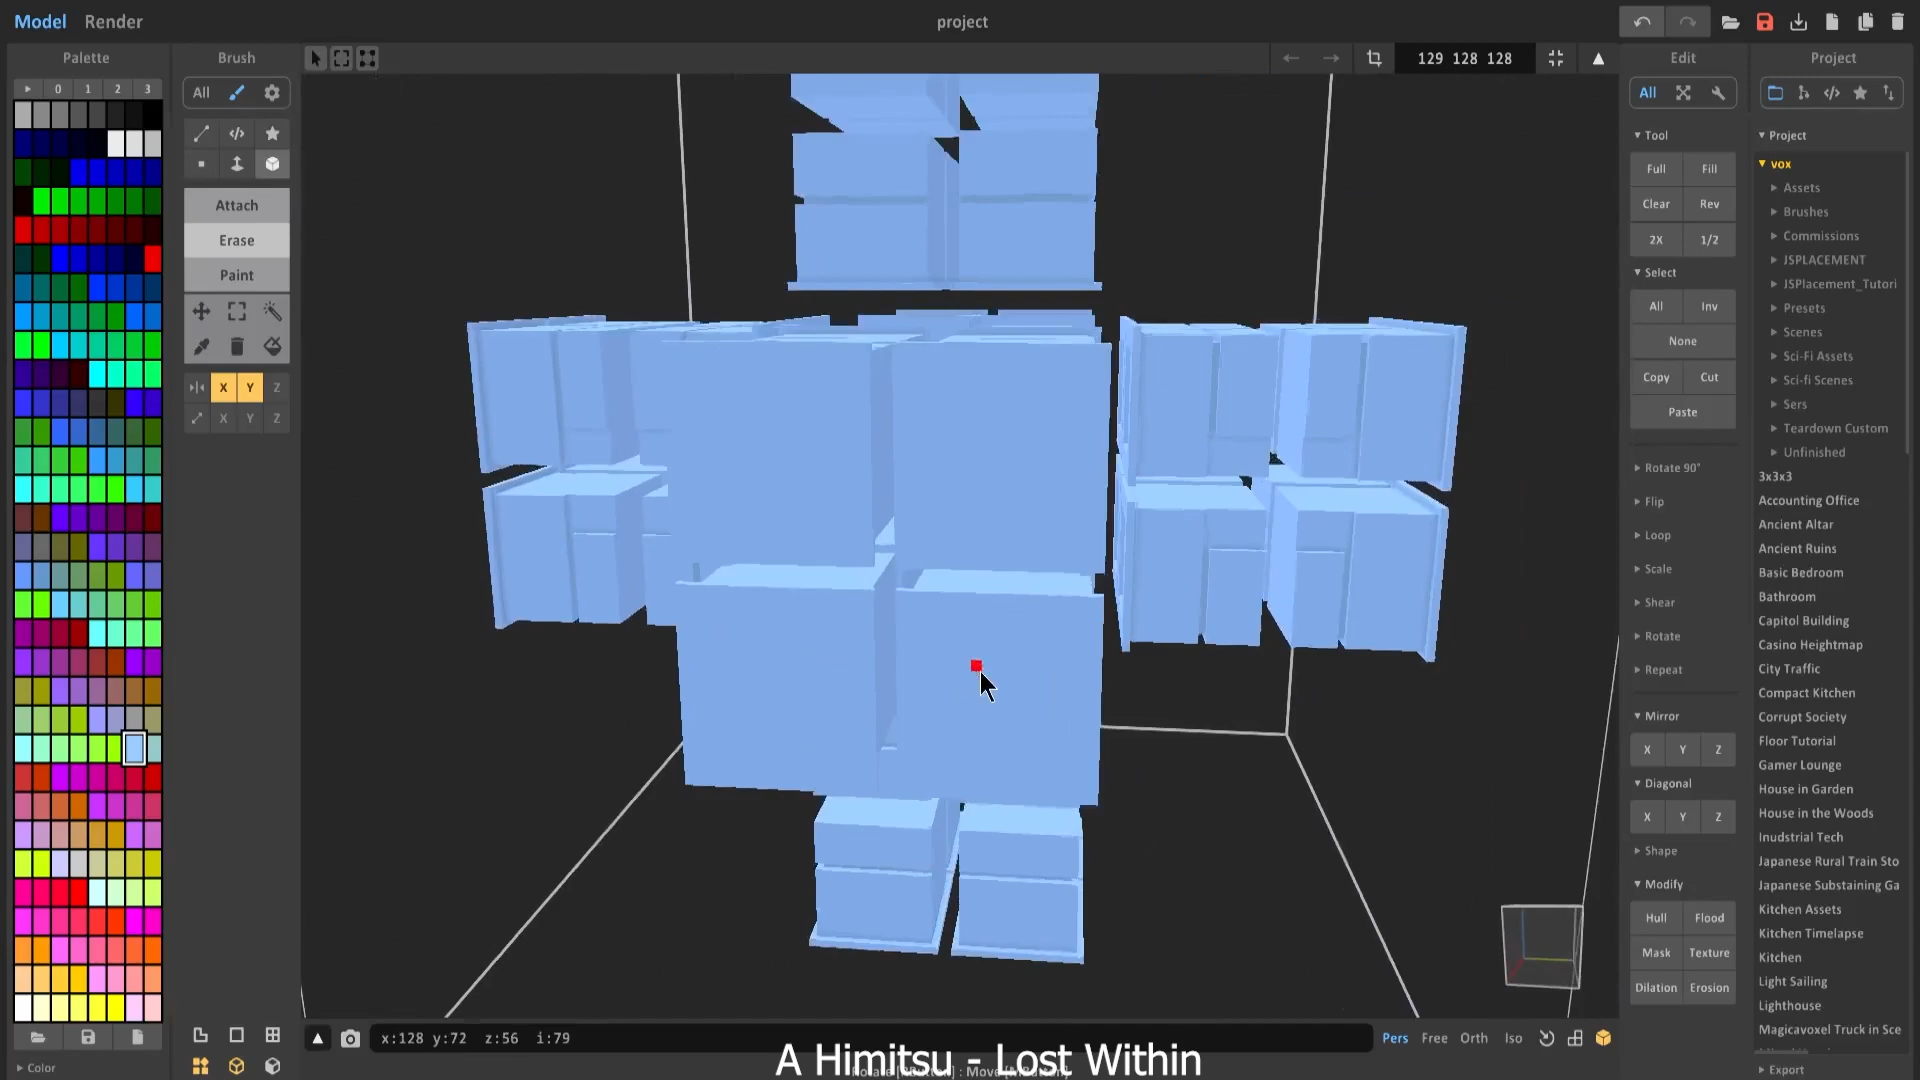 Model Render
project
Palette
Brush
129 128 128
Edit
Project
0 1 2 3
All
All
Tool
Full Fill
Clear Rev
2X 1/2
Select
All Inv
None
Copy Cut
Paste
Rotate 90°
Flip
Loop
Scale
Shear
Rotate
Repeat
Mirror
X Y Z
Diagonal
X Y Z
Shape
Modify
Hull Flood
Mask Texture
Dilation Erosion
Attach
Erase
Paint
X Y Z
X Y Z
Project
vox
Assets
Brushes
Commissions
JSPLACEMENT
JSPlacement_Tutori
Presets
Scenes
Sci-Fi Assets
Sci-fi Scenes
Sers
Teardown Custom
Unfinished
3x3x3
Accounting Office
Ancient Altar
Ancient Ruins
Basic Bedroom
Bathroom
Capitol Building
Casino Heightmap
City Traffic
Compact Kitchen
Corrupt Society
Floor Tutorial
Gamer Lounge
House in Garden
House in the Woods
Inudstrial Tech
Japanese Rural Train Sto
Japanese Substaining Ga
Kitchen Assets
Kitchen Timelapse
Kitchen
Light Sailing
Lighthouse
Magicavoxel Truck in Sce
Export
Color
x:128 y:72 z:56 i:79
Pers Free Orth Iso
A Himitsu - Lost Within